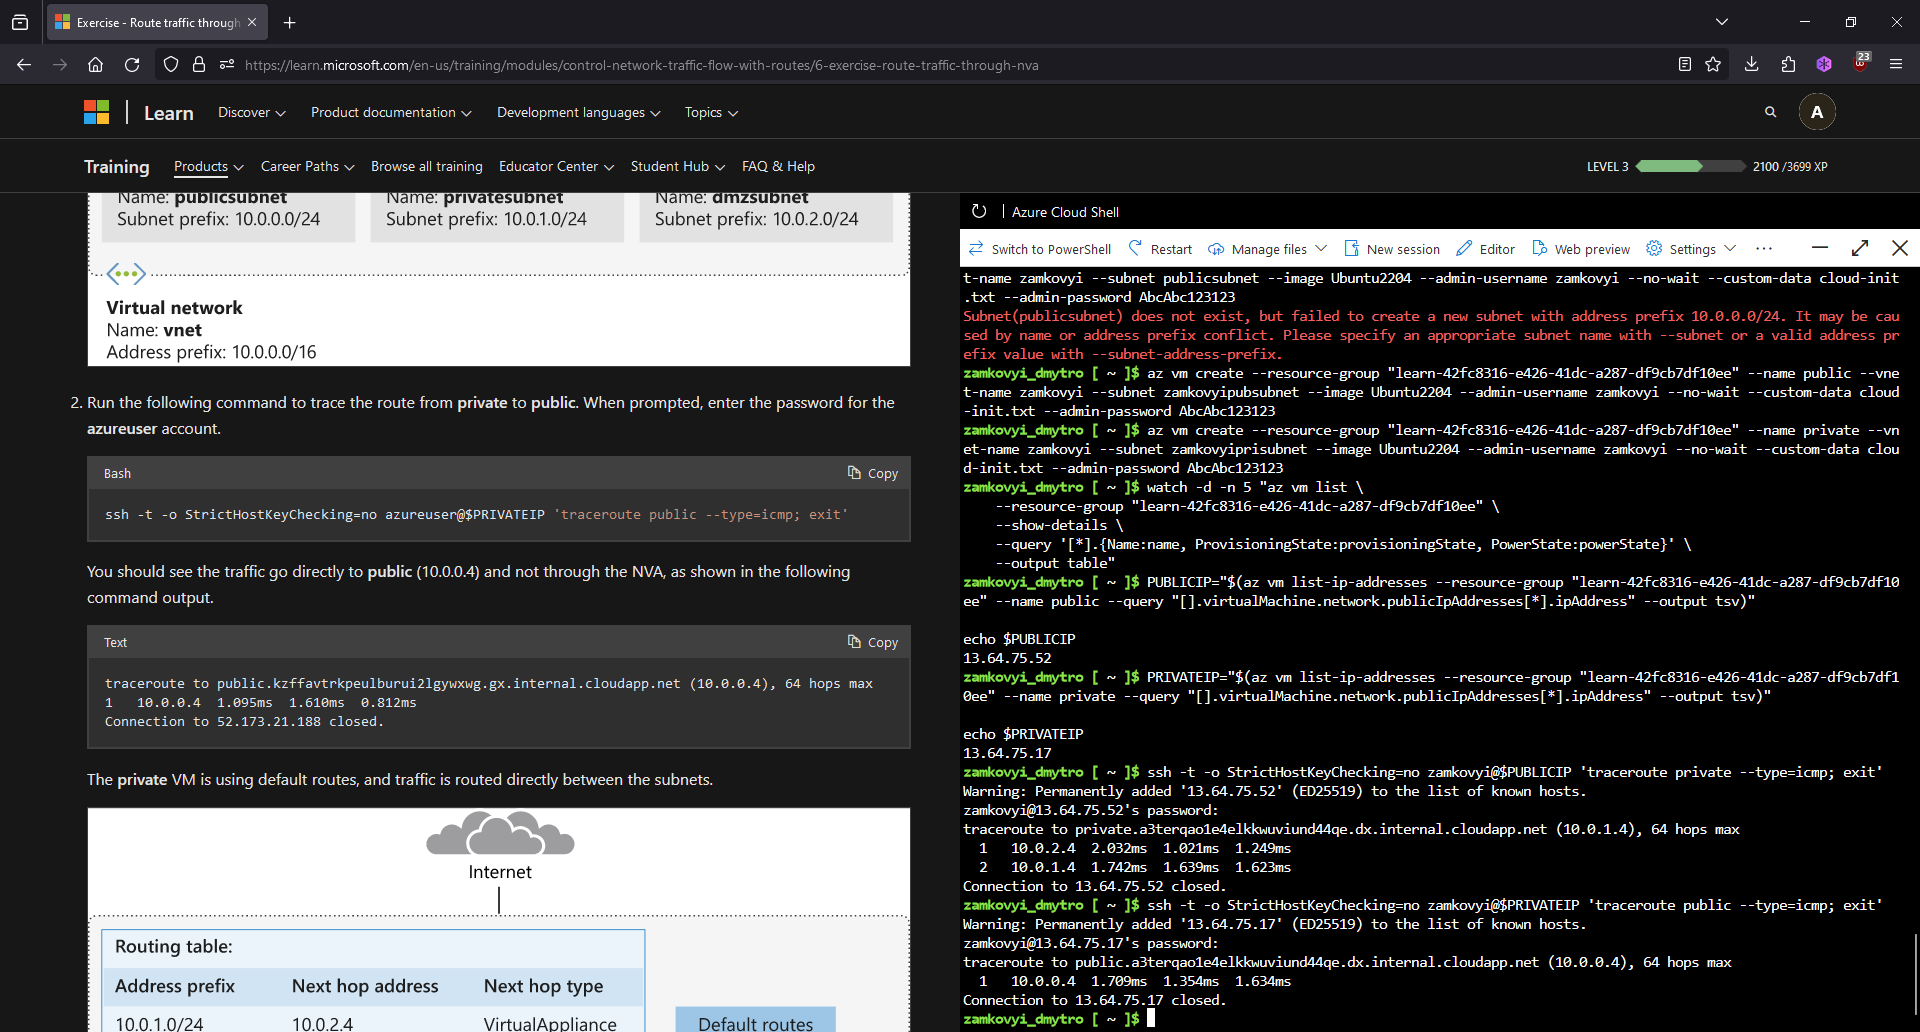 Exercise - Route traffic through
https://learn.microsoft.com/en-us/training/modules/control-network-traffic-flow-with-routes/6-exercise-route-traffic-through-nva
23
Learn
Discover
Product documentation
Development languages
Topics
A
Training
Products
Career Paths
Browse all training
Educator Center
Student Hub
FAQ & Help
LEVEL 3
2100 /3699 XP
Name: publicsubnet
Subnet prefix: 10.0.0.0/24
Name: privatesubnet
Subnet prefix: 10.0.1.0/24
Name: dmzsubnet
Subnet prefix: 10.0.2.0/24
Virtual network
Name: vnet
Address prefix: 10.0.0.0/16
2. Run the following command to trace the route from private to public. When prompted, enter the password for the
azureuser account.
Bash
Copy
ssh -t -o StrictHostKeyChecking=no azureuser@$PRIVATEIP 'traceroute public --type=icmp; exit'
You should see the traffic go directly to public (10.0.0.4) and not through the NVA, as shown in the following
command output.
Text
Copy
traceroute to public.kzffavtrkpeulburui2lgywxwg.gx.internal.cloudapp.net (10.0.0.4), 64 hops max
1   10.0.0.4  1.095ms  1.610ms  0.812ms
Connection to 52.173.21.188 closed.
The private VM is using default routes, and traffic is routed directly between the subnets.
Internet
Routing table:
Address prefix
Next hop address
Next hop type
10.0.1.0/24
10.0.2.4
VirtualAppliance
Default routes
Azure Cloud Shell
Switch to PowerShell
Restart
Manage files
New session
Editor
Web preview
Settings
t-name zamkovyi --subnet publicsubnet --image Ubuntu2204 --admin-username zamkovyi --no-wait --custom-data cloud-init
.txt --admin-password AbcAbc123123
Subnet(publicsubnet) does not exist, but failed to create a new subnet with address prefix 10.0.0.0/24. It may be cau
sed by name or address prefix conflict. Please specify an appropriate subnet name with --subnet or a valid address pr
efix value with --subnet-address-prefix.
zamkovyi_dmytro [ ~ ]$ az vm create --resource-group "learn-42fc8316-e426-41dc-a287-df9cb7df10ee" --name public --vne
t-name zamkovyi --subnet zamkovyipubsubnet --image Ubuntu2204 --admin-username zamkovyi --no-wait --custom-data cloud
-init.txt --admin-password AbcAbc123123
zamkovyi_dmytro [ ~ ]$ az vm create --resource-group "learn-42fc8316-e426-41dc-a287-df9cb7df10ee" --name private --vn
et-name zamkovyi --subnet zamkovyiprisubnet --image Ubuntu2204 --admin-username zamkovyi --no-wait --custom-data clou
d-init.txt --admin-password AbcAbc123123
zamkovyi_dmytro [ ~ ]$ watch -d -n 5 "az vm list \
    --resource-group "learn-42fc8316-e426-41dc-a287-df9cb7df10ee" \
    --show-details \
    --query '[*].{Name:name, ProvisioningState:provisioningState, PowerState:powerState}' \
    --output table"
zamkovyi_dmytro [ ~ ]$ PUBLICIP="$(az vm list-ip-addresses --resource-group "learn-42fc8316-e426-41dc-a287-df9cb7df10
ee" --name public --query "[].virtualMachine.network.publicIpAddresses[*].ipAddress" --output tsv)"
echo $PUBLICIP
13.64.75.52
zamkovyi_dmytro [ ~ ]$ PRIVATEIP="$(az vm list-ip-addresses --resource-group "learn-42fc8316-e426-41dc-a287-df9cb7df1
0ee" --name private --query "[].virtualMachine.network.publicIpAddresses[*].ipAddress" --output tsv)"
echo $PRIVATEIP
13.64.75.17
zamkovyi_dmytro [ ~ ]$ ssh -t -o StrictHostKeyChecking=no zamkovyi@$PUBLICIP 'traceroute private --type=icmp; exit'
Warning: Permanently added '13.64.75.52' (ED25519) to the list of known hosts.
zamkovyi@13.64.75.52's password:
traceroute to private.a3terqao1e4elkkwuviund44qe.dx.internal.cloudapp.net (10.0.1.4), 64 hops max
  1   10.0.2.4  2.032ms  1.021ms  1.249ms
  2   10.0.1.4  1.742ms  1.639ms  1.623ms
Connection to 13.64.75.52 closed.
zamkovyi_dmytro [ ~ ]$ ssh -t -o StrictHostKeyChecking=no zamkovyi@$PRIVATEIP 'traceroute public --type=icmp; exit'
Warning: Permanently added '13.64.75.17' (ED25519) to the list of known hosts.
zamkovyi@13.64.75.17's password:
traceroute to public.a3terqao1e4elkkwuviund44qe.dx.internal.cloudapp.net (10.0.0.4), 64 hops max
  1   10.0.0.4  1.709ms  1.354ms  1.634ms
Connection to 13.64.75.17 closed.
zamkovyi_dmytro [ ~ ]$